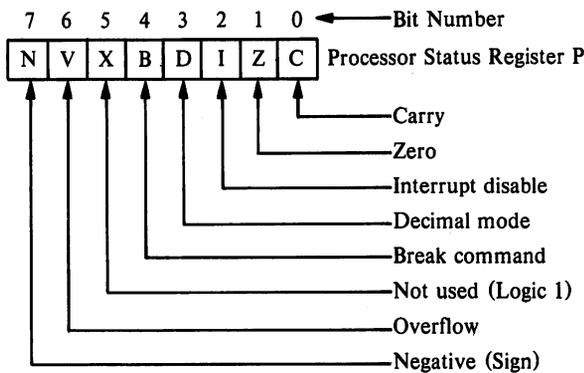 7 6 5 4 3 2 1 0 Bit Number
N V X B D I Z C Processor Status Register P
Carry
Zero
Interrupt disable
Decimal mode
Break command
Not used (Logic 1)
Overflow
Negative (Sign)